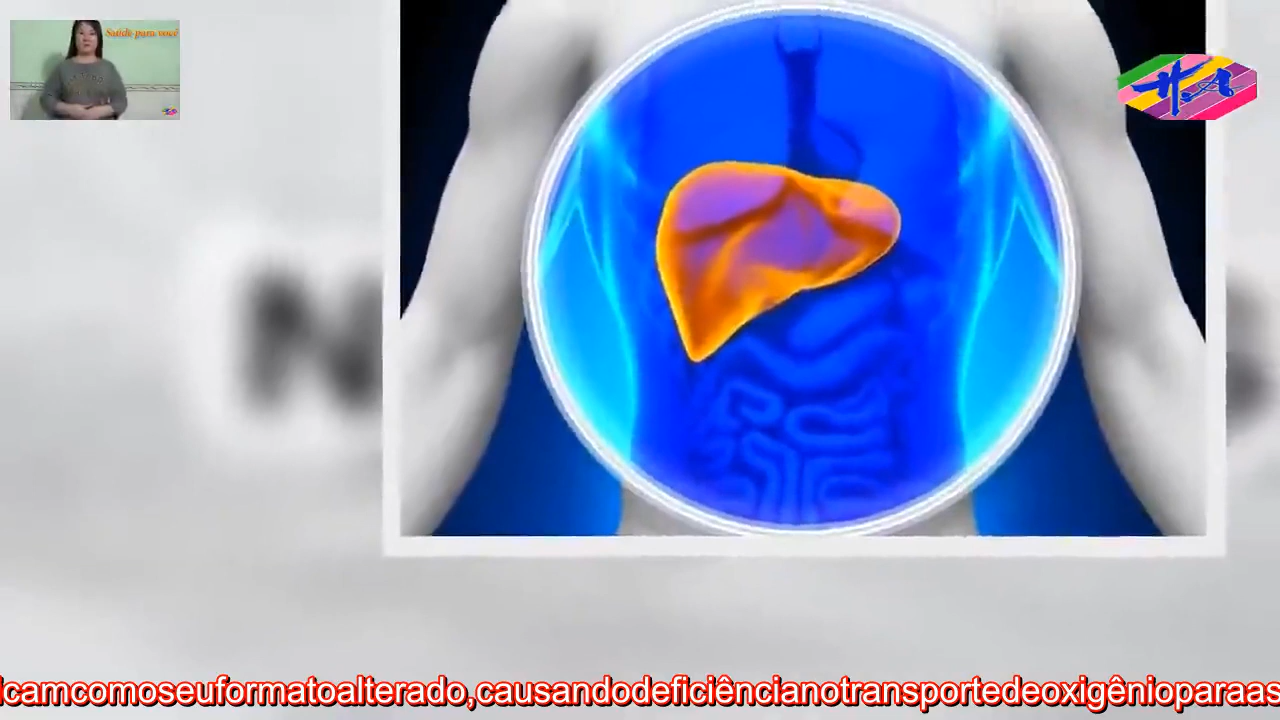 Saúde para você
H.A
lcamcomoseuformatoalterado,causandodeficiêncianotransportedeoxigênioparaas